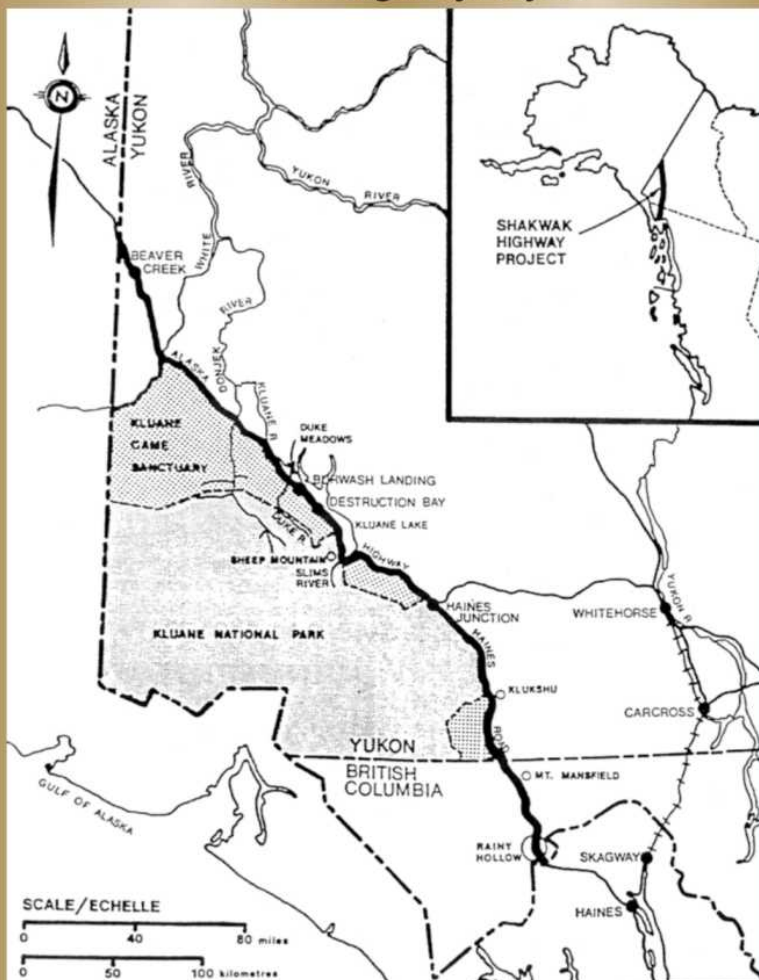 N
ALASKA
YUKON
SHAKWAK
HIGHWAY
PROJECT
YUKON RIVER
WHITE RIVER
BEAVER
CREEK
DONJEK RIVER
KLUANE R.
ALASKA
DUKE
MEADOWS
KLUANE
GAME
SANCTUARY
BURWASH LANDING
DESTRUCTION BAY
KLUANE LAKE
DUKE R.
HIGHWAY
SHEEP MOUNTAIN
SLIMS
RIVER
HAINES
JUNCTION
WHITEHORSE
YUKON R.
KLUANE NATIONAL PARK
HAINES
ROAD
KLUKSHU
CARCROSS
YUKON
BRITISH
COLUMBIA
MT. MANSFIELD
GULF OF ALASKA
RAINY
HOLLOW
SKAGWAY
HAINES
SCALE/ECHELLE
0 40 80 miles
0 50 100 kilometres